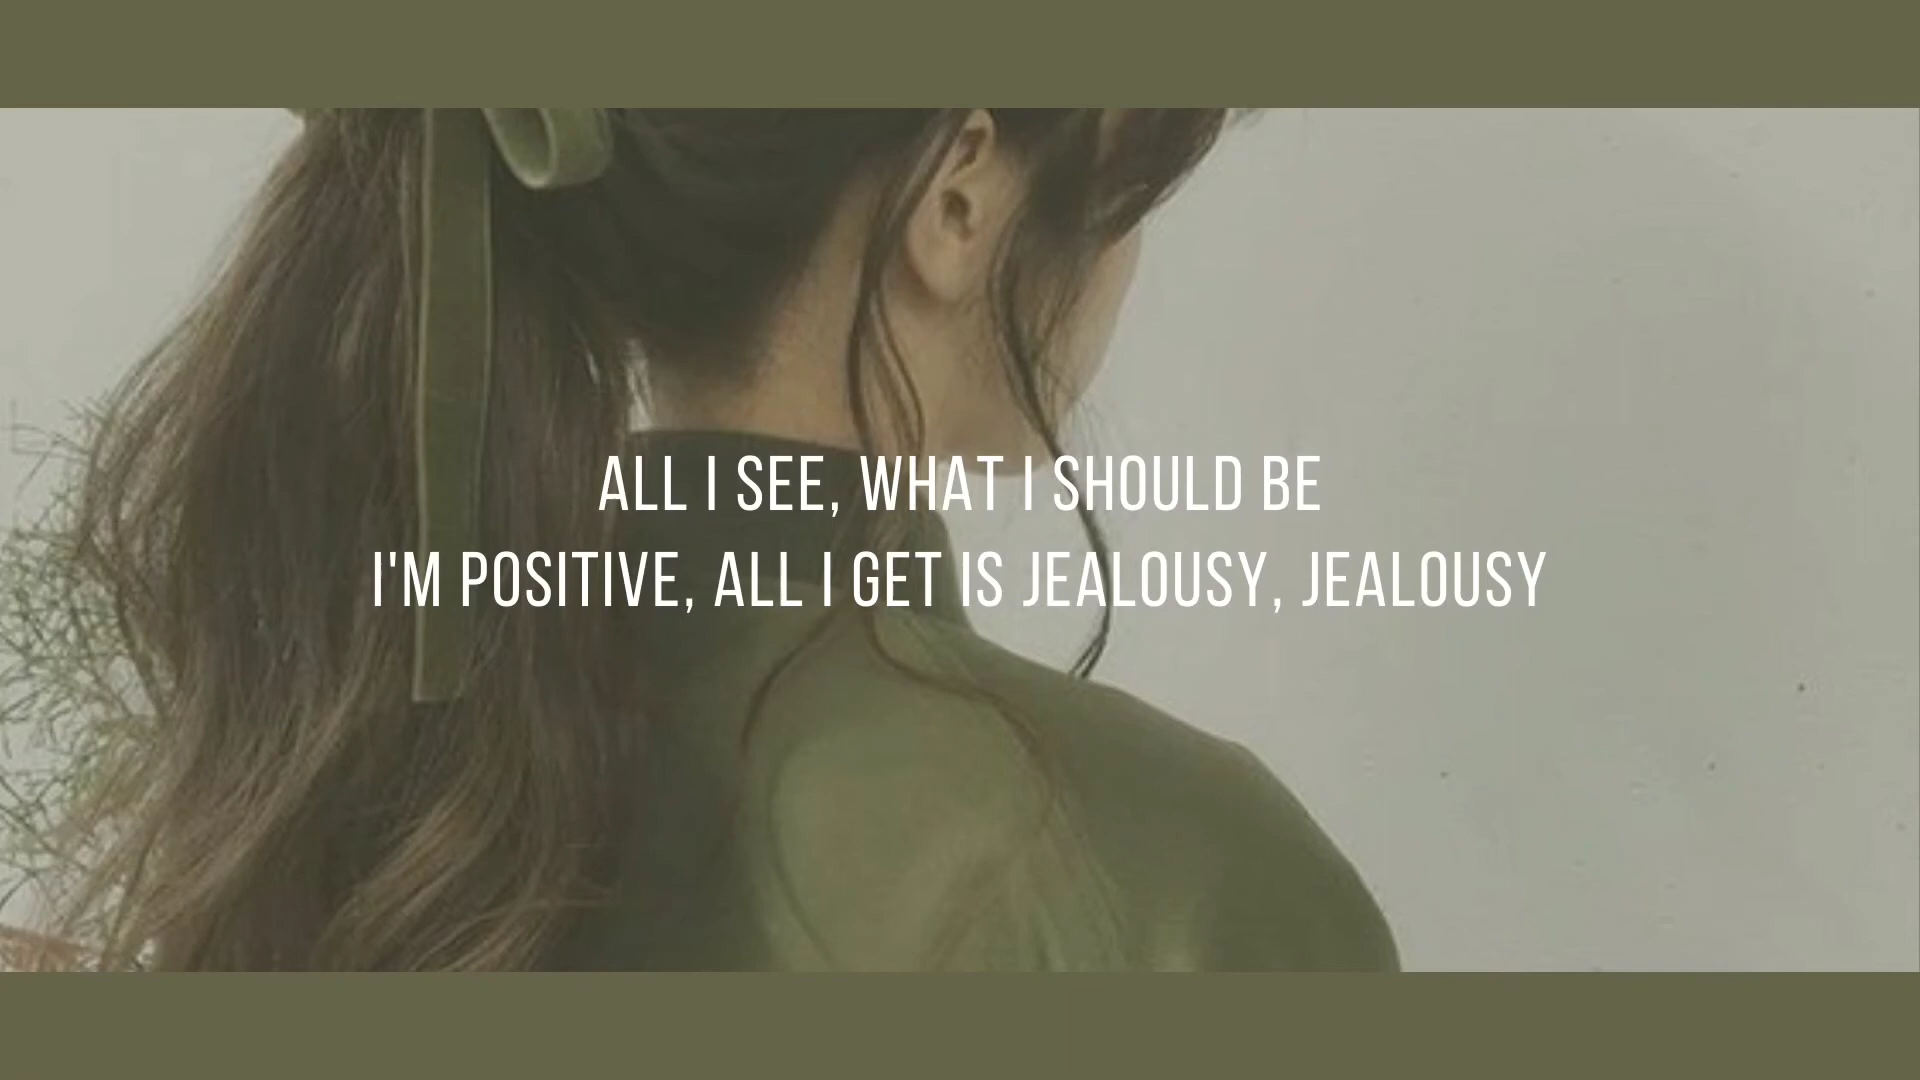 ALL I SEE, WHAT I SHOULD BE
I'M POSITIVE, ALL I GET IS JEALOUSY, JEALOUSY